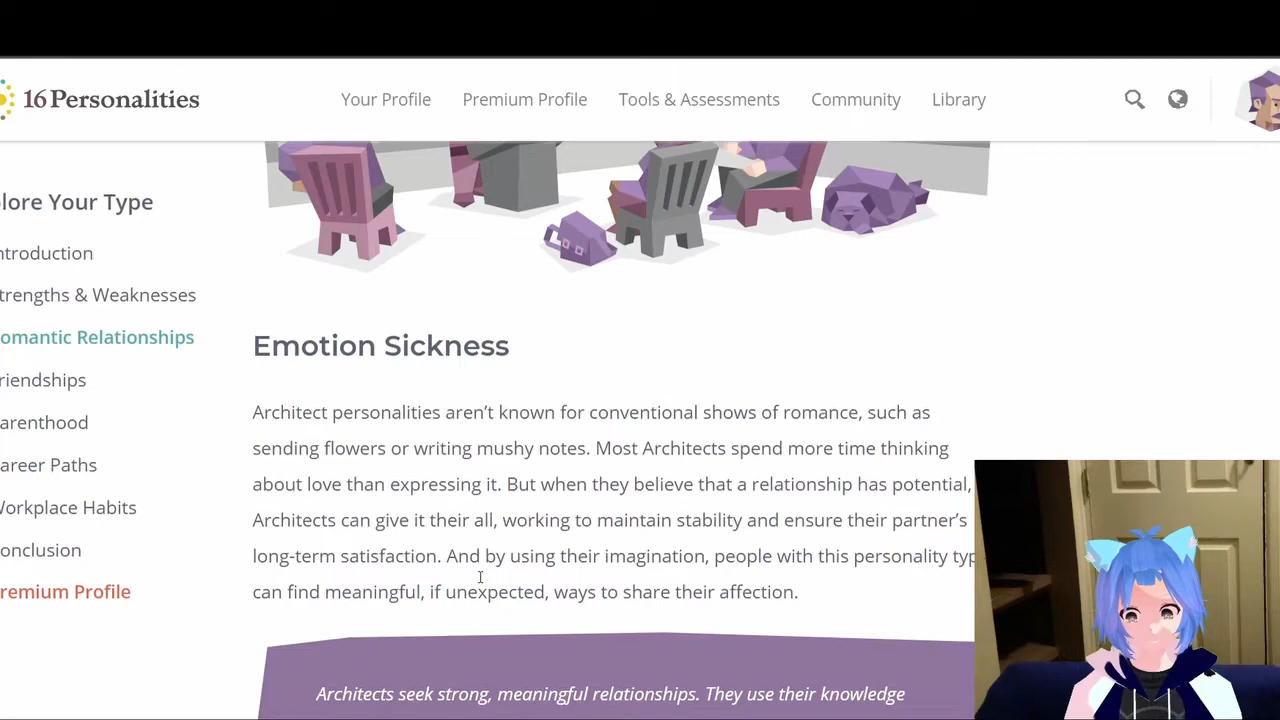 16Personalities
Your Profile
Premium Profile
Tools & Assessments
Community
Library
lore Your Type
ntroduction
trengths & Weaknesses
omantic Relationships
riendships
arenthood
areer Paths
Workplace Habits
onclusion
remium Profile
Emotion Sickness
Architect personalities aren’t known for conventional shows of romance, such as
sending flowers or writing mushy notes. Most Architects spend more time thinking
about love than expressing it. But when they believe that a relationship has potential,
Architects can give it their all, working to maintain stability and ensure their partner’s
long-term satisfaction. And by using their imagination, people with this personality typ
can find meaningful, if unexpected, ways to share their affection.
Architects seek strong, meaningful relationships. They use their knowledge